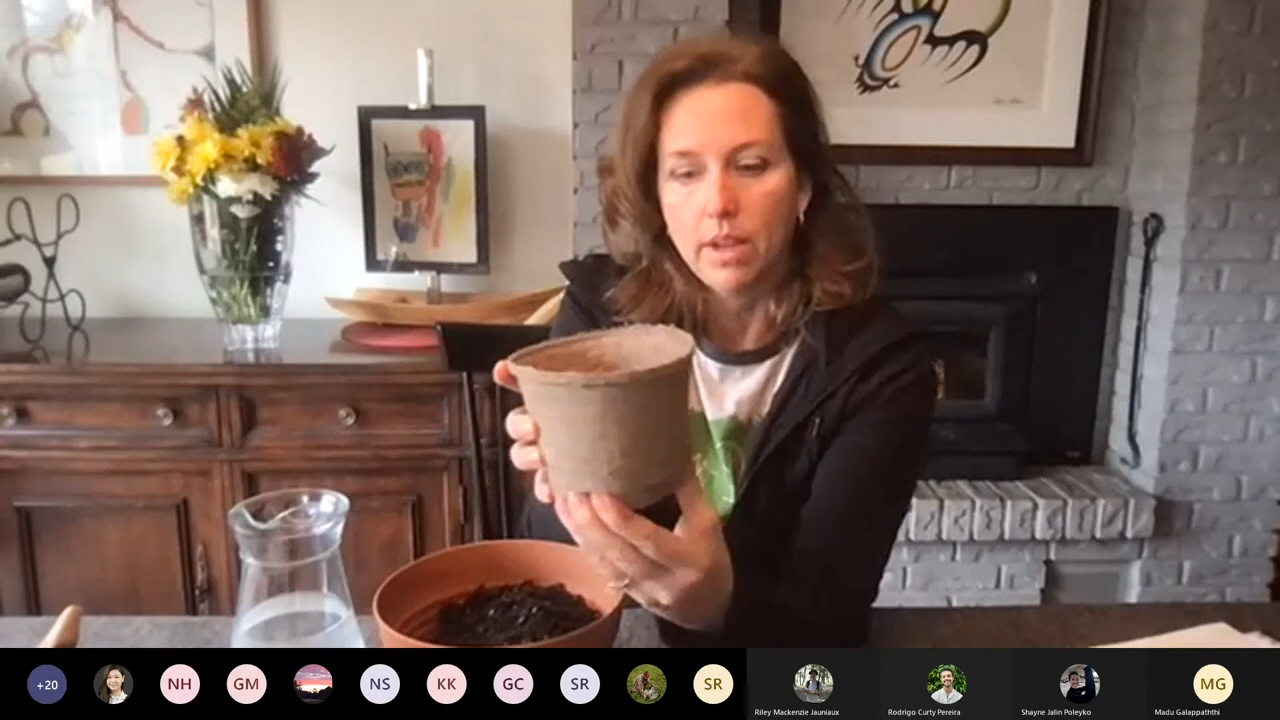 +20
NH
GM
NS
KK
GC
SR
SR
MG
Riley Mackenzie Jauniaux
Rodrigo Curty Pereira
Shayne Jalin Poleyko
Madu Galappaththi